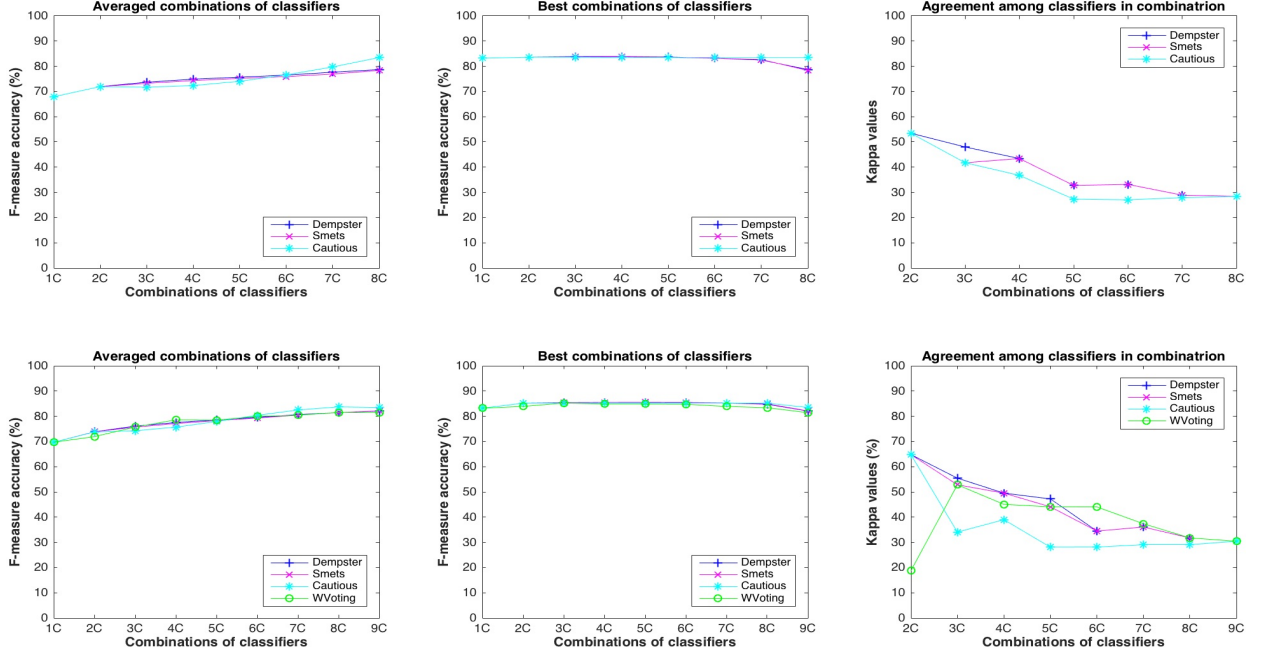 Averaged combinations of classifiers
100
90
80
70
60
50
40
30
20
10
0
F-measure accuracy (%)
Dempster
Smets
Cautious
1C 2C 3C 4C 5C 6C 7C 8C
Combinations of classifiers
Best combinations of classifiers
100
90
80
70
60
50
40
30
20
10
0
F-measure accuracy (%)
Dempster
Smets
Cautious
1C 2C 3C 4C 5C 6C 7C 8C
Combinations of classifiers
Agreement among classifiers in combinatrion
100
90
80
70
60
50
40
30
20
10
0
Kappa values
Dempster
Smets
Cautious
2C 3C 4C 5C 6C 7C 8C
Combinations of classifiers
Averaged combinations of classifiers
100
90
80
70
60
50
40
30
20
10
0
F-measure accuracy (%)
Dempster
Smets
Cautious
WVoting
1C 2C 3C 4C 5C 6C 7C 8C 9C
Combinations of classifiers
Best combinations of classifiers
100
90
80
70
60
50
40
30
20
10
0
F-measure accuracy (%)
Dempster
Smets
Cautious
WVoting
1C 2C 3C 4C 5C 6C 7C 8C 9C
Combinations of classifiers
Agreement among classifiers in combinatrion
100
90
80
70
60
50
40
30
20
10
0
Kappa values (%)
Dempster
Smets
Cautious
WVoting
2C 3C 4C 5C 6C 7C 8C 9C
Combinations of classifiers